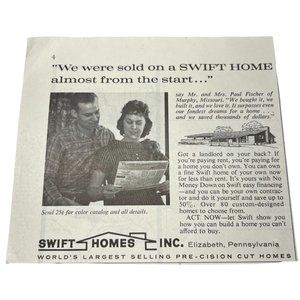 4
"We were sold on a SWIFT HOME
almost from the start..."
say Mr. and Mrs. Paul Fischer of
Murphy, Missouri. "We bought it, we
built it, and we love it. It surpasses even
our fondest dreams for a home . . .
and we saved thousands of dollars."
Got a landlord on your back? If
you're paying rent, you're paying for
a home you don't own. You can own
a fine Swift home of your own now
for less than rent. It's yours with No
Money Down on Swift easy financing
—and you can be your own contrac-
tor and do it yourself and save up to
50%. Over 80 custom-designed
homes to choose from.
ACT NOW—let Swift show you
how you can build a home you can't
afford to buy.
Send 25¢ for color catalog and all details.
SWIFT HOMES INC. Elizabeth, Pennsylvania
WORLD'S LARGEST SELLING PRE-CISION CUT HOMES